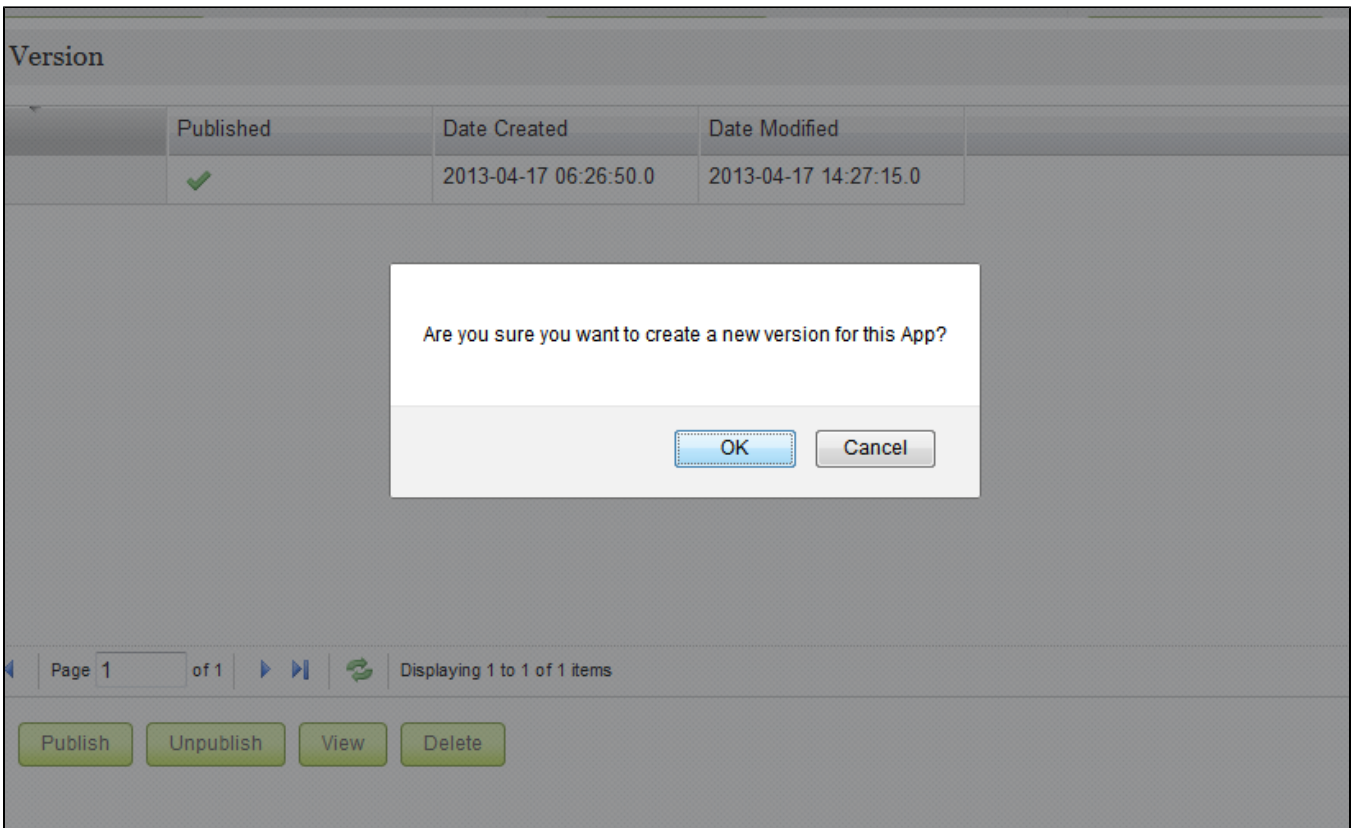 Version
Published Date Created Date Modified
2013-04-17 06:26:50.0 2013-04-17 14:27:15.0
Are you sure you want to create a new version for this App?
OK Cancel
Page 1 of 1 Displaying 1 to 1 of 1 items
Publish Unpublish View Delete